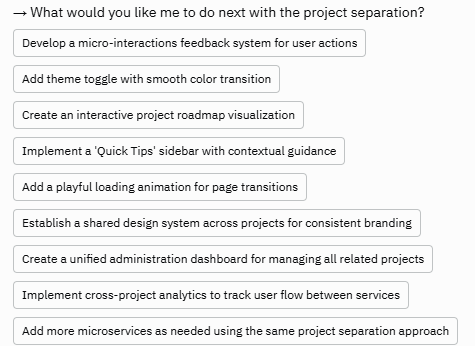 → What would you like me to do next with the project separation?
Develop a micro-interactions feedback system for user actions
Add theme toggle with smooth color transition
Create an interactive project roadmap visualization
Implement a 'Quick Tips' sidebar with contextual guidance
Add a playful loading animation for page transitions
Establish a shared design system across projects for consistent branding
Create a unified administration dashboard for managing all related projects
Implement cross-project analytics to track user flow between services
Add more microservices as needed using the same project separation approach